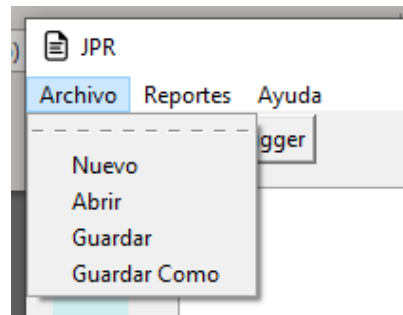 JPR
Archivo Reportes Ayuda
gger
Nuevo
Abrir
Guardar
Guardar Como